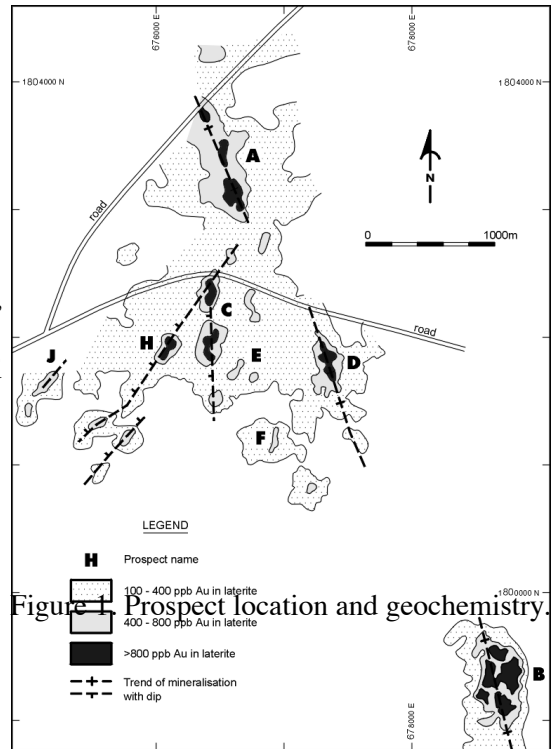 676000 E
678000 E
1804000 N
1804000 N
A
N
0 1000m
road
C
H
road
J
E
D
F
LEGEND
H Prospect name
100 - 400 ppb Au in laterite
1800000 N
Figure 1. Prospect location and geochemistry.
400 - 800 ppb Au in laterite
>800 ppb Au in laterite
Trend of mineralisation
with dip
B
678000 E